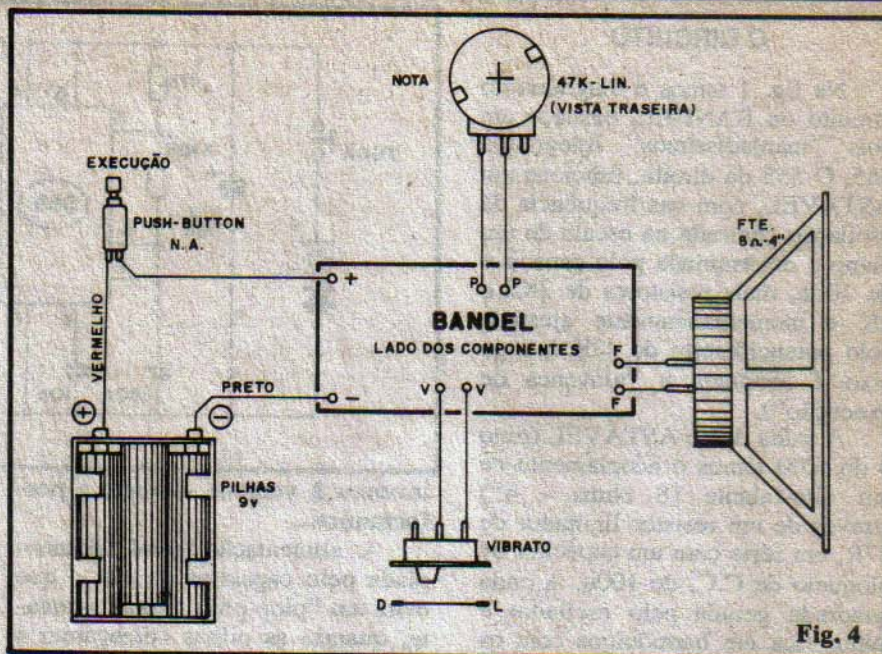 NOTA
47K-LIN.
(VISTA TRASEIRA)
EXECUÇÃO
PUSH-BUTTON
N.A.
FTE.
8Ω-4"
+
P
P
BANDEL
LADO DOS COMPONENTES
F
F
VERMELHO
PRETO
-
V
V
+
-
PILHAS
9v
VIBRATO
D
L
Fig. 4